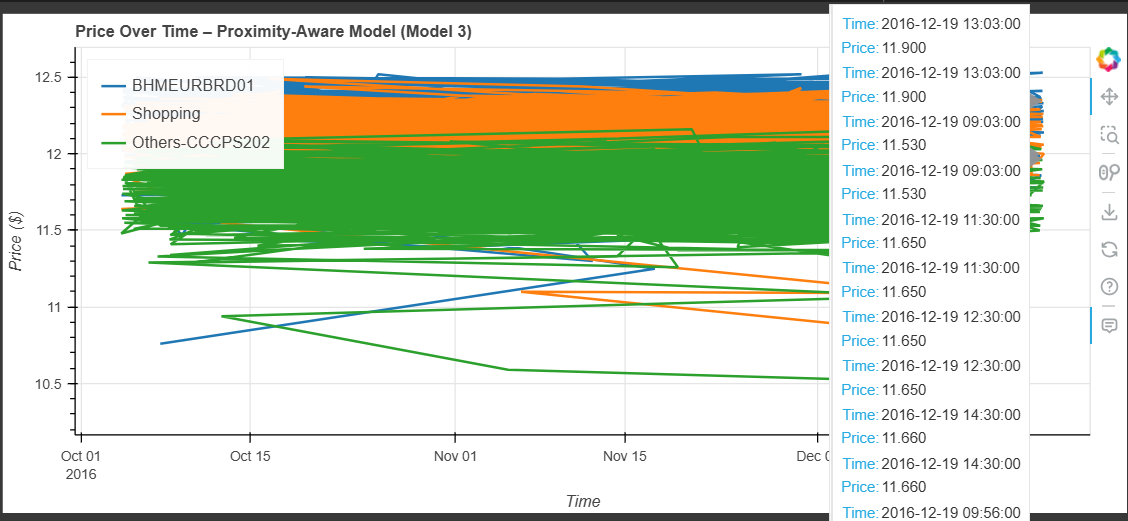 Price Over Time – Proximity-Aware Model (Model 3)
BHMEURBRD01
Shopping
Others-CCCPS202
12.5
12
11.5
11
10.5
Price ($)
Oct 01
2016
Oct 15
Nov 01
Nov 15
Dec
Time
Time: 2016-12-19 13:03:00
Price: 11.900
Time: 2016-12-19 13:03:00
Price: 11.900
Time: 2016-12-19 09:03:00
Price: 11.530
Time: 2016-12-19 09:03:00
Price: 11.530
Time: 2016-12-19 11:30:00
Price: 11.650
Time: 2016-12-19 11:30:00
Price: 11.650
Time: 2016-12-19 12:30:00
Price: 11.650
Time: 2016-12-19 12:30:00
Price: 11.650
Time: 2016-12-19 14:30:00
Price: 11.660
Time: 2016-12-19 14:30:00
Price: 11.660
Time: 2016-12-19 09:56:00